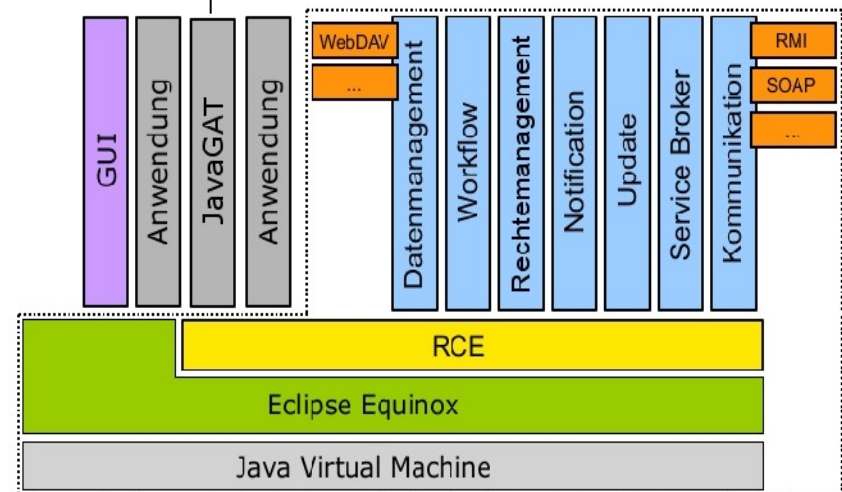 GUI
Anwendung
JavaGAT
Anwendung
WebDAV
...
Datenmanagement
Workflow
Rechtemanagement
Notification
Update
Service Broker
Kommunikation
RMI
SOAP
...
RCE
Eclipse Equinox
Java Virtual Machine